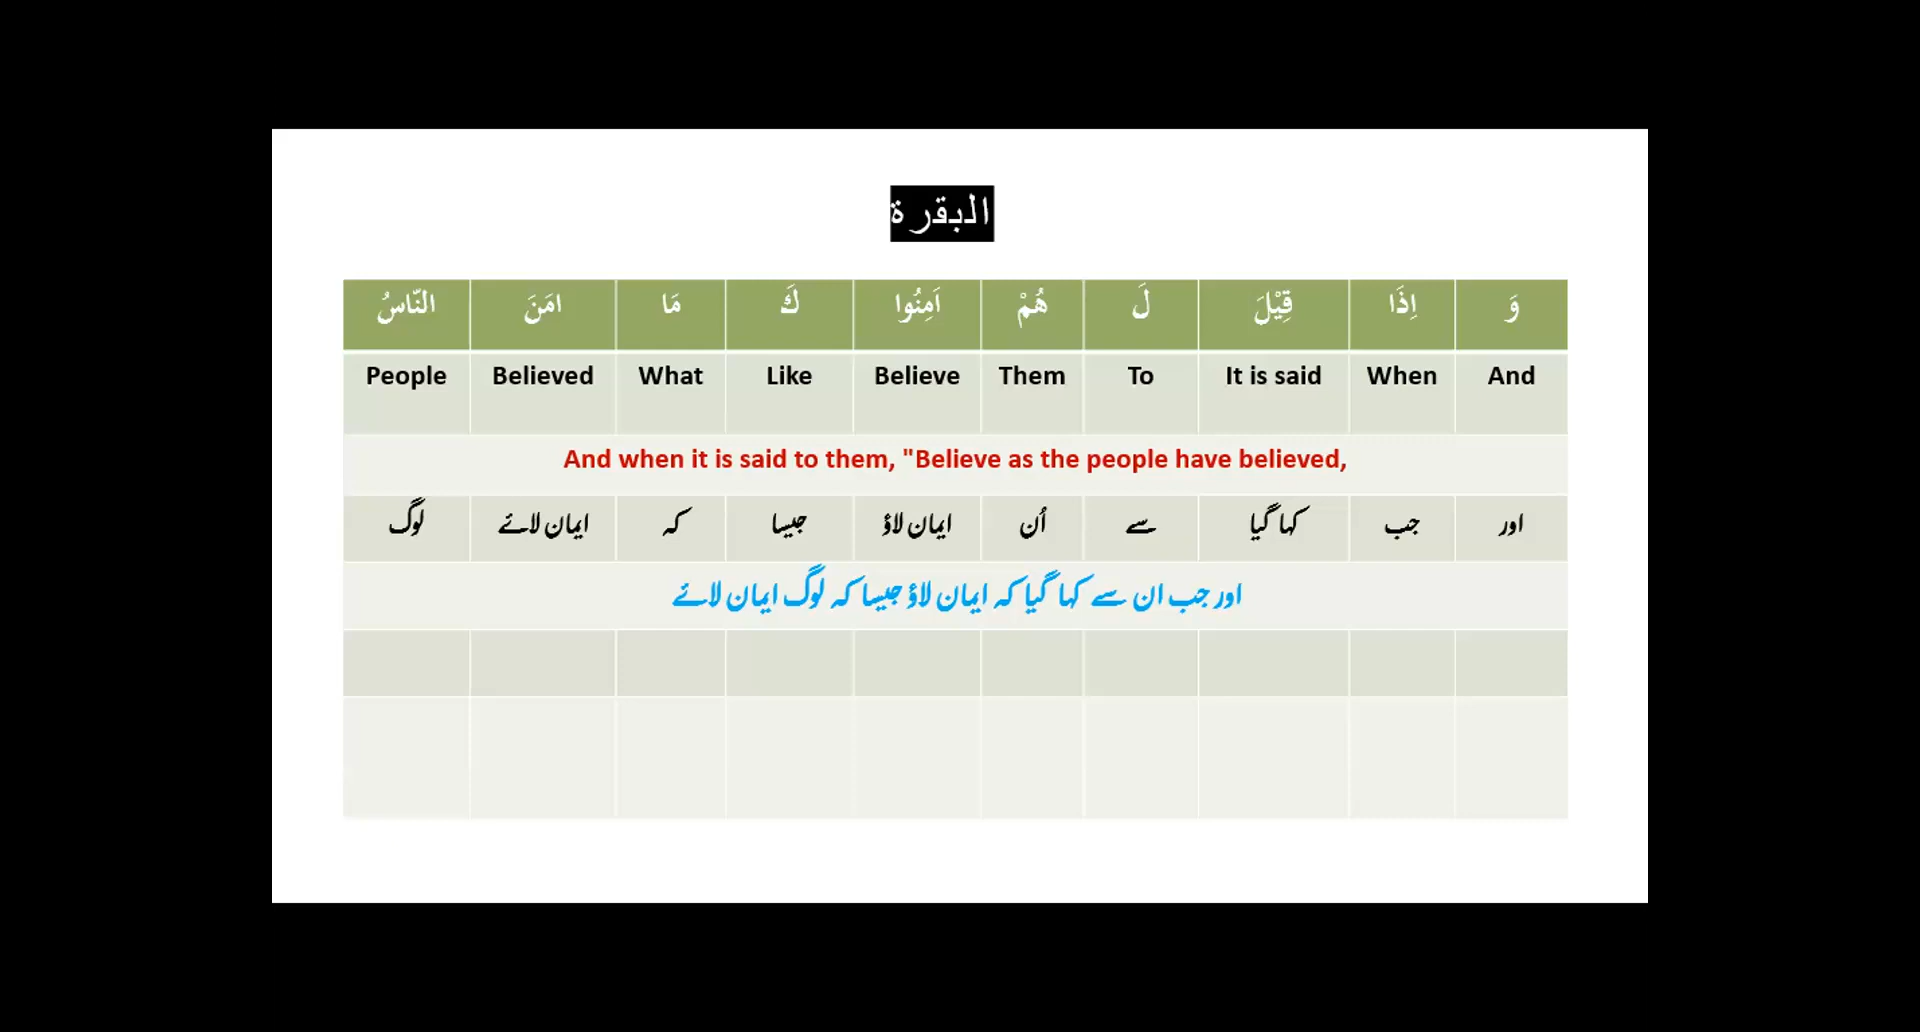 البقرة
وَ اِذَا قِيْلَ لَ هُمْ اَمِنُوا كَ مَا امَنَ النَّاسُ
People Believed What Like Believe Them To It is said When And
And when it is said to them, "Believe as the people have believed,
اور جب کہا گیا سے اُن ایمان لاؤ جیسا کہ ایمان لائے لوگ
اور جب ان سے کہا گیا کہ ایمان لاؤ جیسا کہ لوگ ایمان لائے